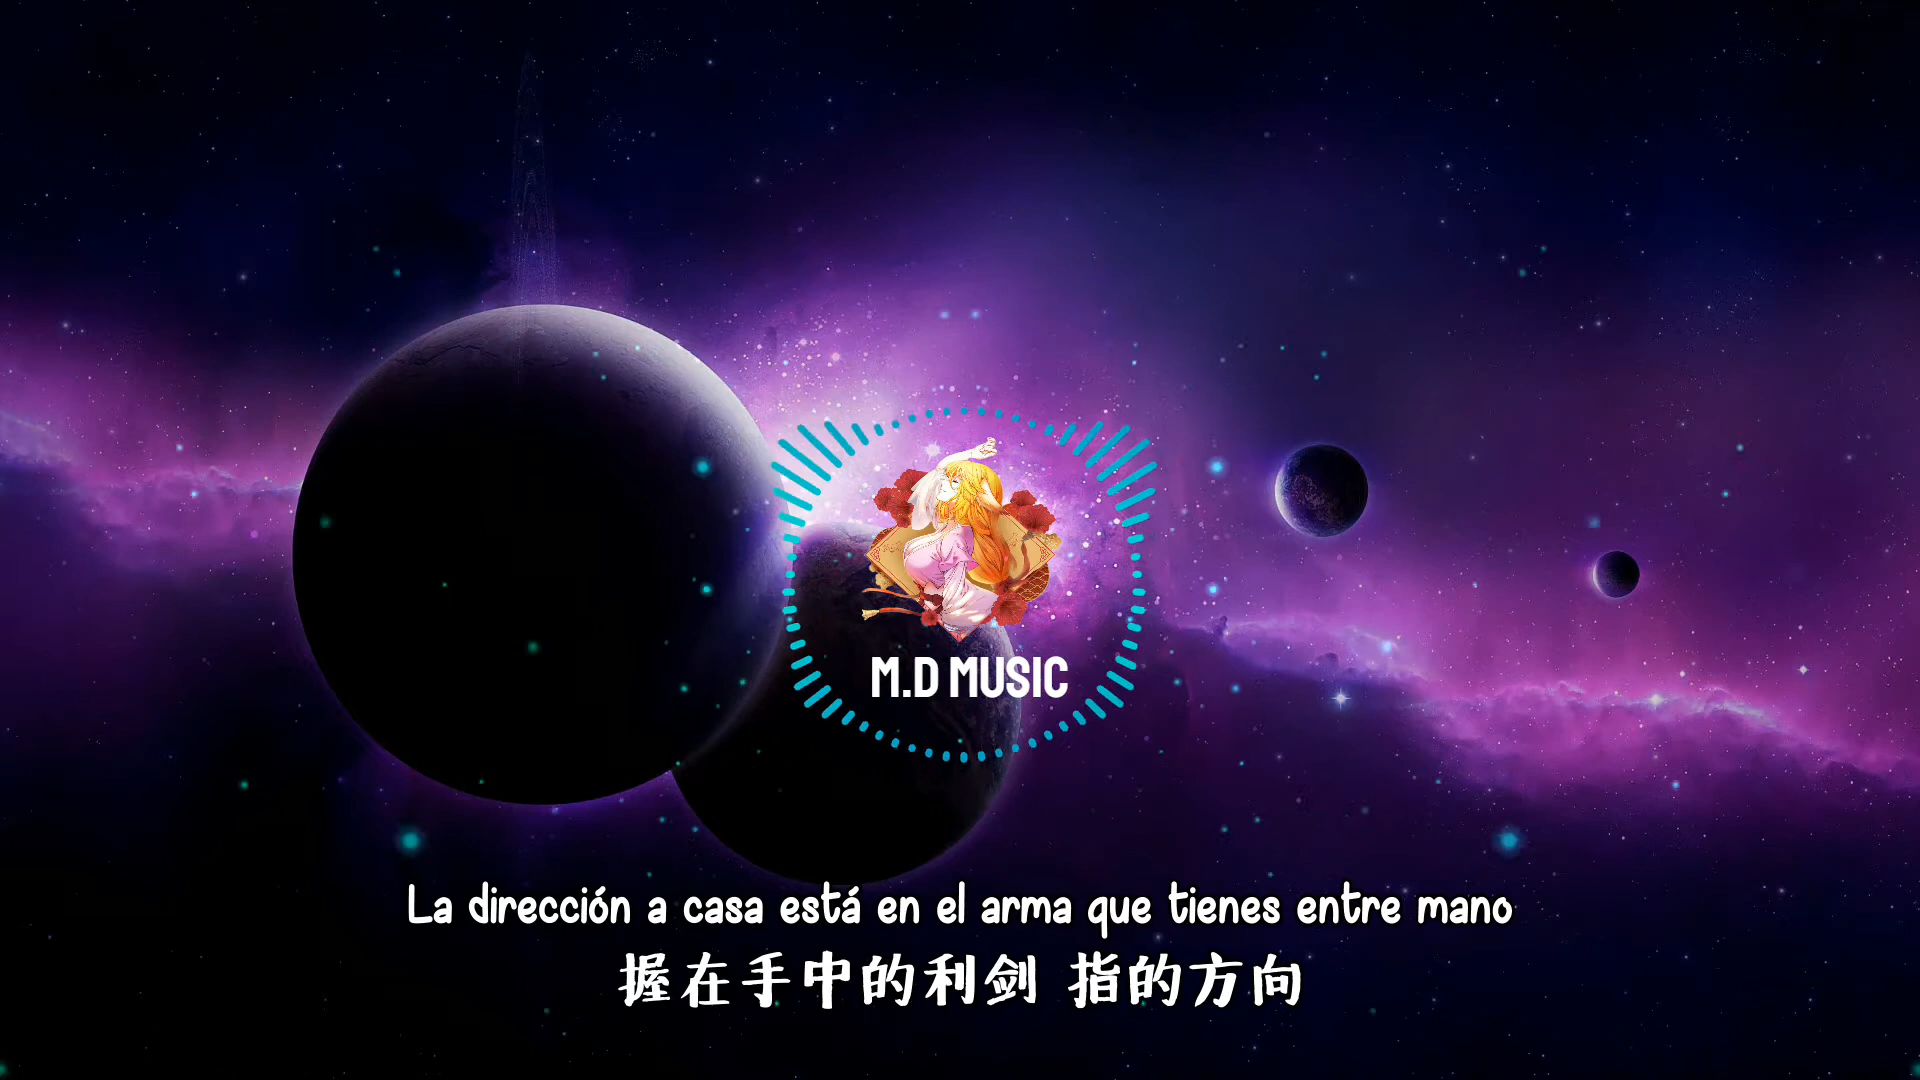 M.D MUSIC
La dirección a casa está en el arma que tienes entre mano
握在手中的利剑 指的方向